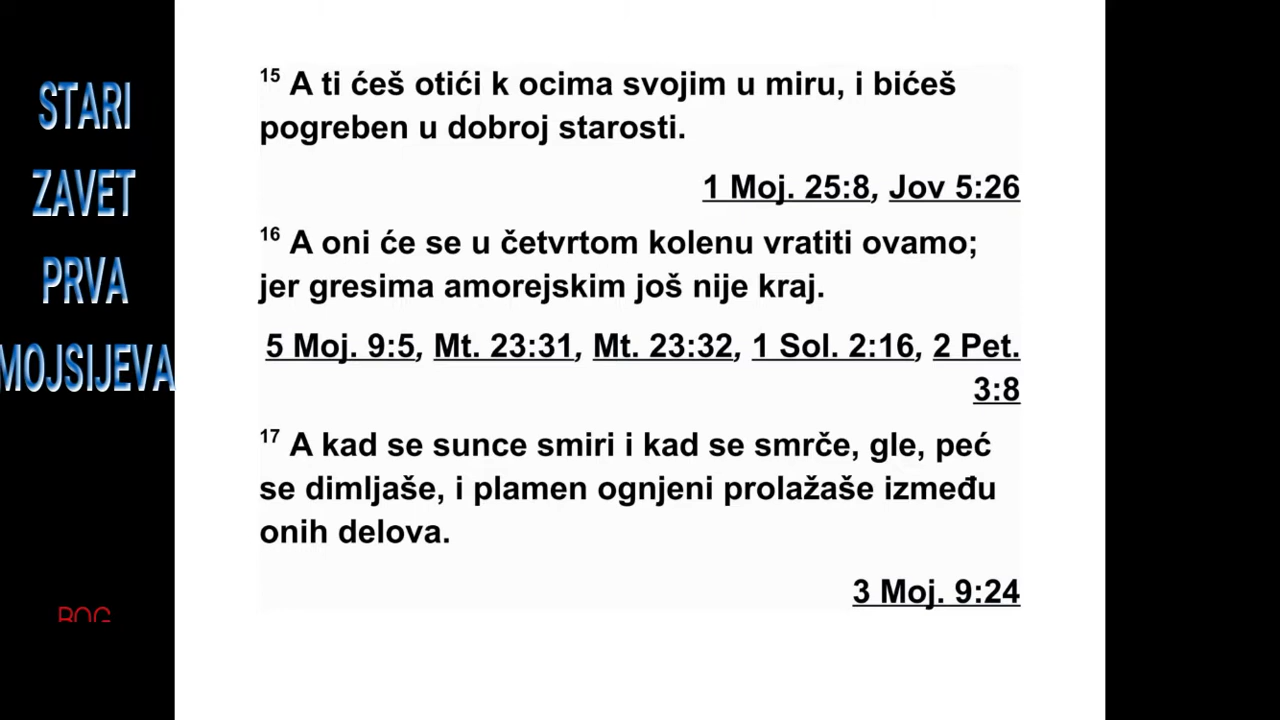 STARI
ZAVET
PRVA
MOJSIJEVA
BOG
15 A ti ćeš otići k ocima svojim u miru, i bićeš
pogreben u dobroj starosti.
1 Moj. 25:8, Jov 5:26
16 A oni će se u četvrtom kolenu vratiti ovamo;
jer gresima amorejskim još nije kraj.
5 Moj. 9:5, Mt. 23:31, Mt. 23:32, 1 Sol. 2:16, 2 Pet.
3:8
17 A kad se sunce smiri i kad se smrče, gle, peć
se dimljaše, i plamen ognjeni prolažaše između
onih delova.
3 Moj. 9:24